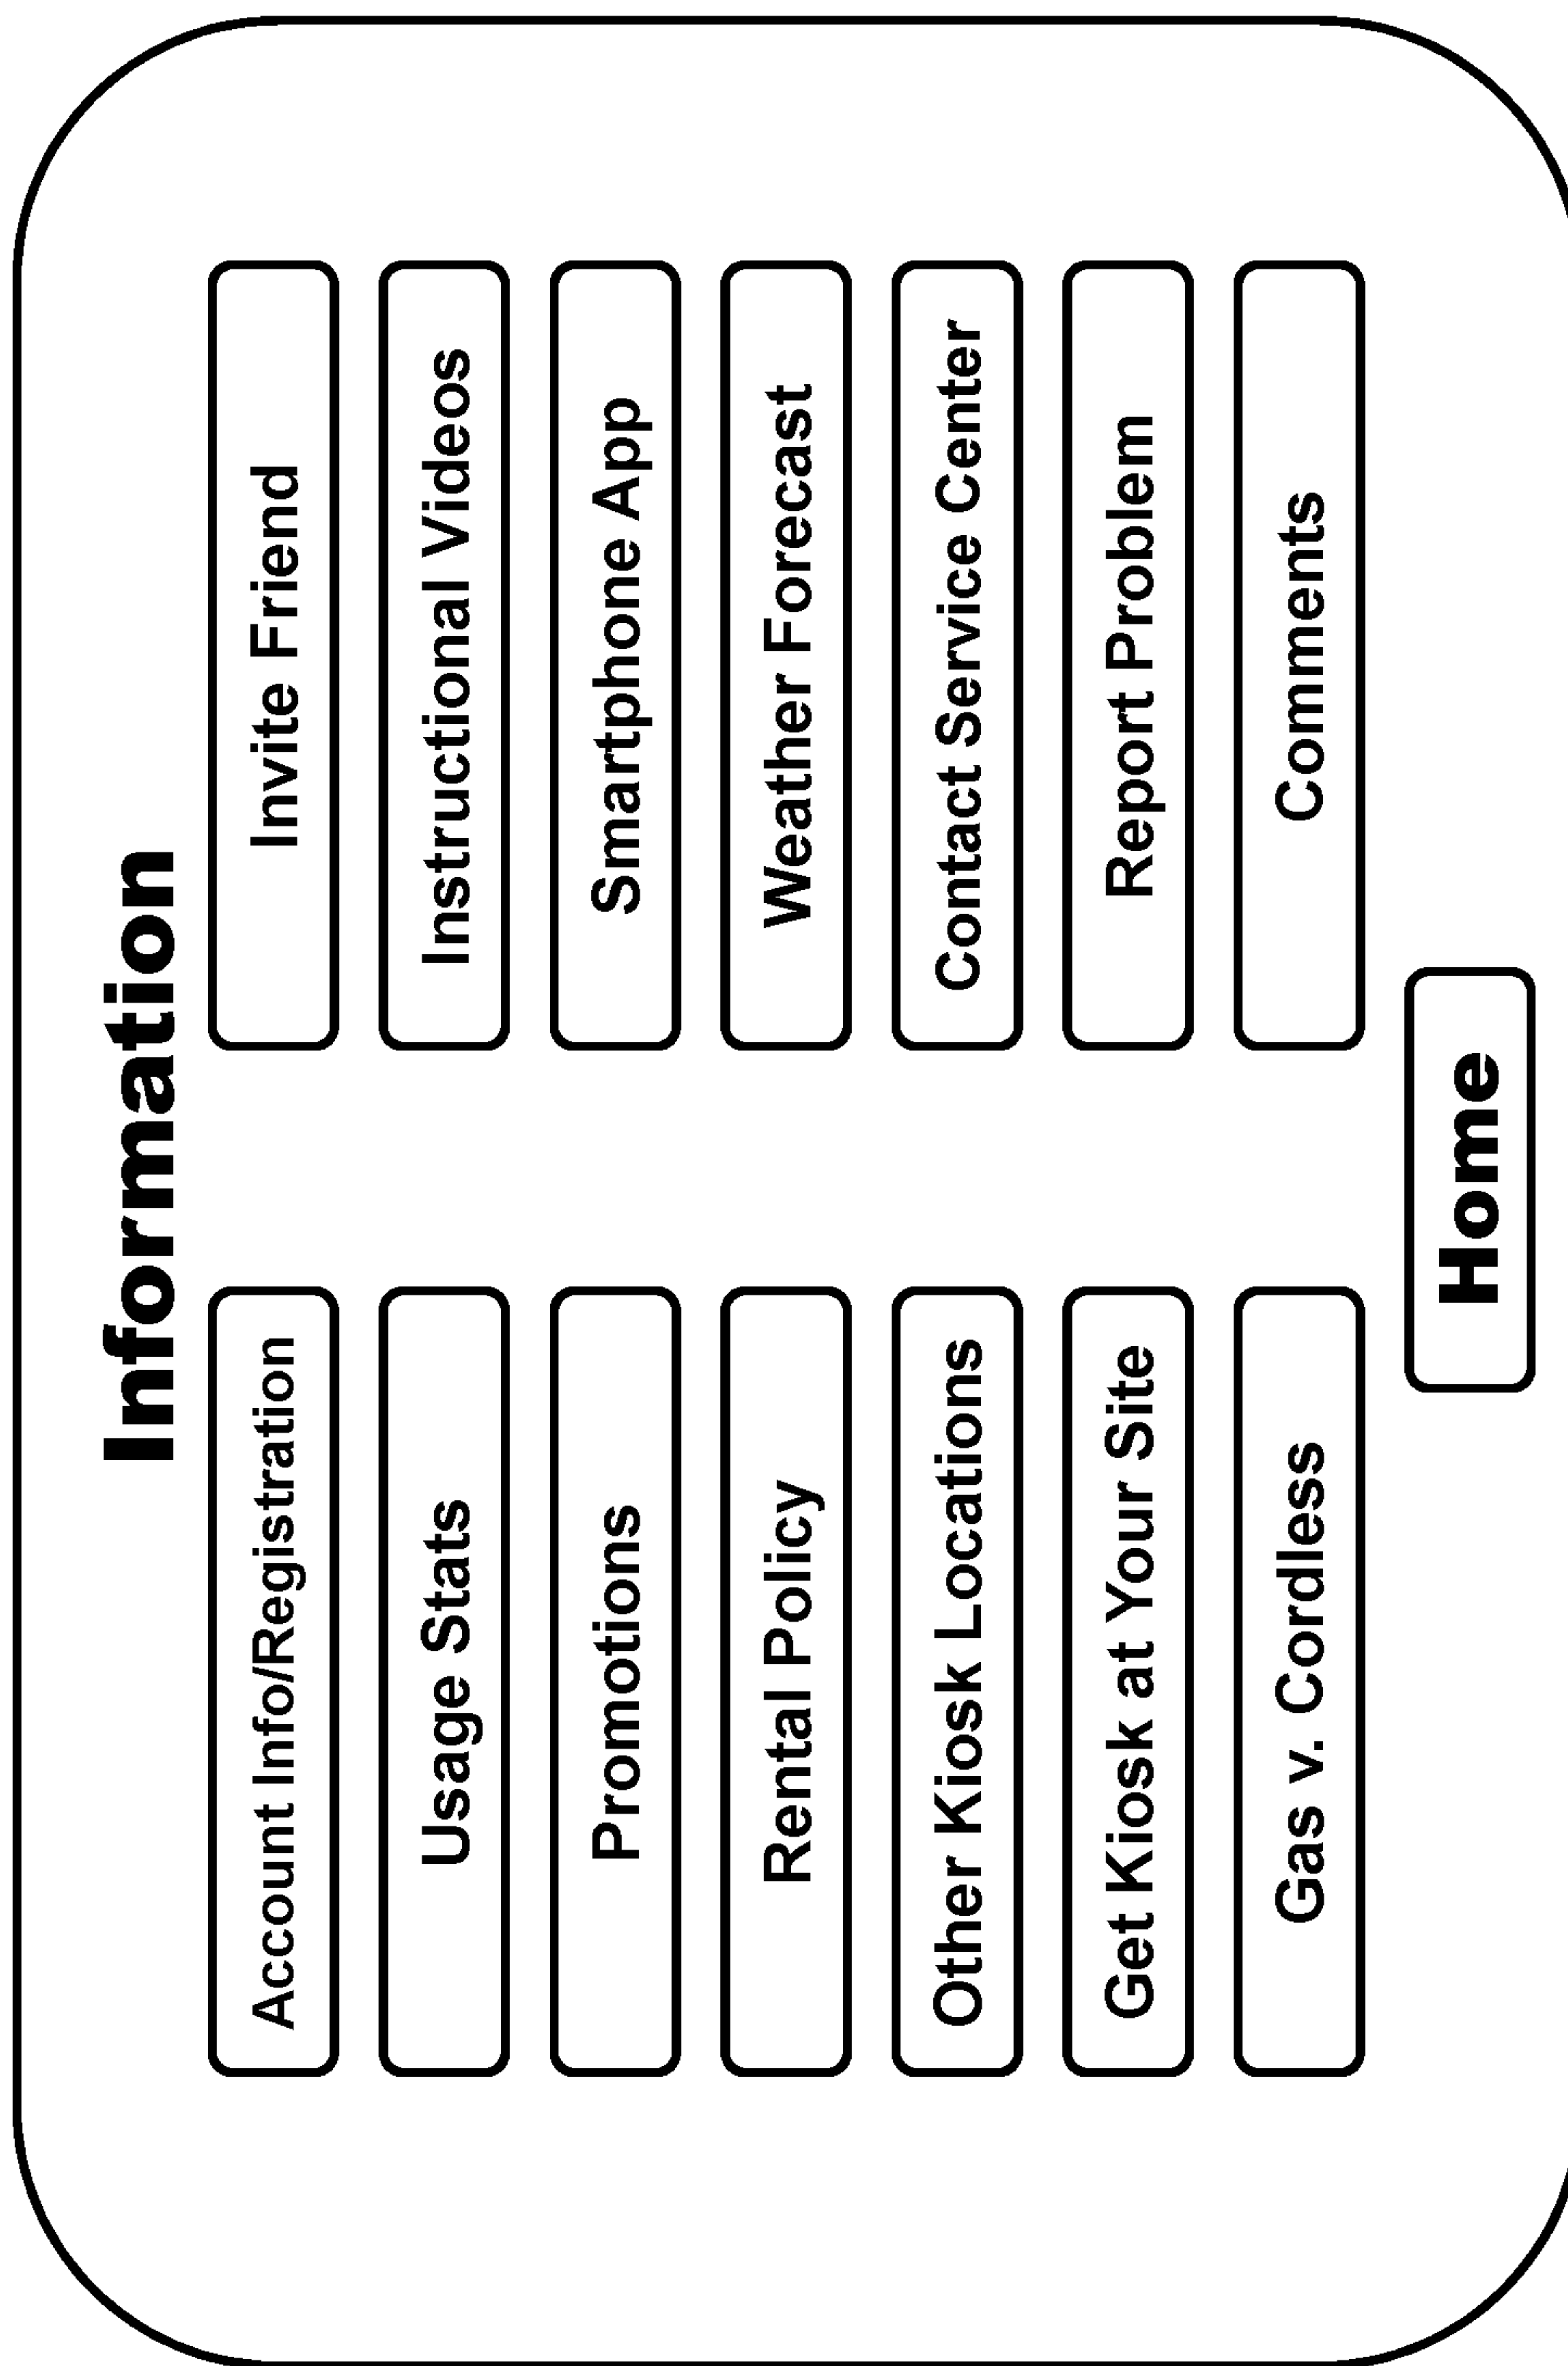 Information
Account Info/Registration
Usage Stats
Promotions
Rental Policy
Other Kiosk Locations
Get Kiosk at Your Site
Gas v. Cordless
Invite Friend
Instructional Videos
Smartphone App
Weather Forecast
Contact Service Center
Report Problem
Comments
Home